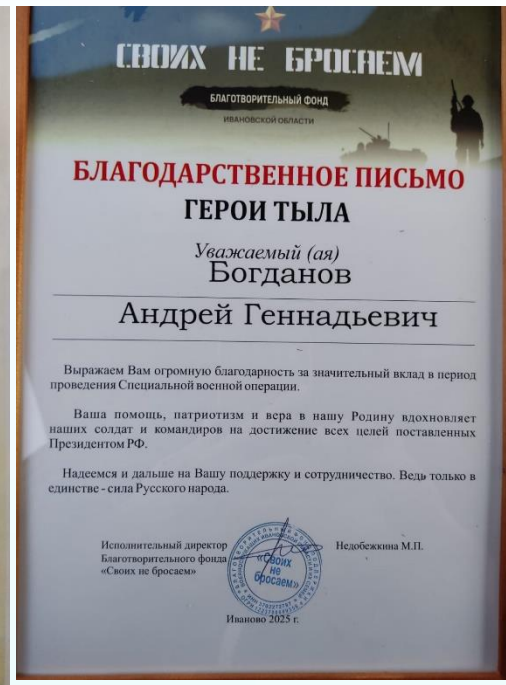 СВОИХ НЕ БРОСАЕМ
БЛАГОТВОРИТЕЛЬНЫЙ ФОНД
ИВАНОВСКОЙ ОБЛАСТИ
БЛАГОДАРСТВЕННОЕ ПИСЬМО
ГЕРОИ ТЫЛА
Уважаемый (ая)
Богданов
Андрей Геннадьевич
Выражаем Вам огромную благодарность за значительный вклад в период
проведения Специальной военной операции.
Ваша помощь, патриотизм и вера в нашу Родину вдохновляет
наших солдат и командиров на достижение всех целей поставленных
Президентом РФ.
Надеемся и дальше на Вашу поддержку и сотрудничество. Ведь только в
единстве - сила Русского народа.
Исполнительный директор
Благотворительного фонда
«Своих не бросаем»
«Своих
не
бросаем»
Недобежкина М.П.
Иваново 2025 г.